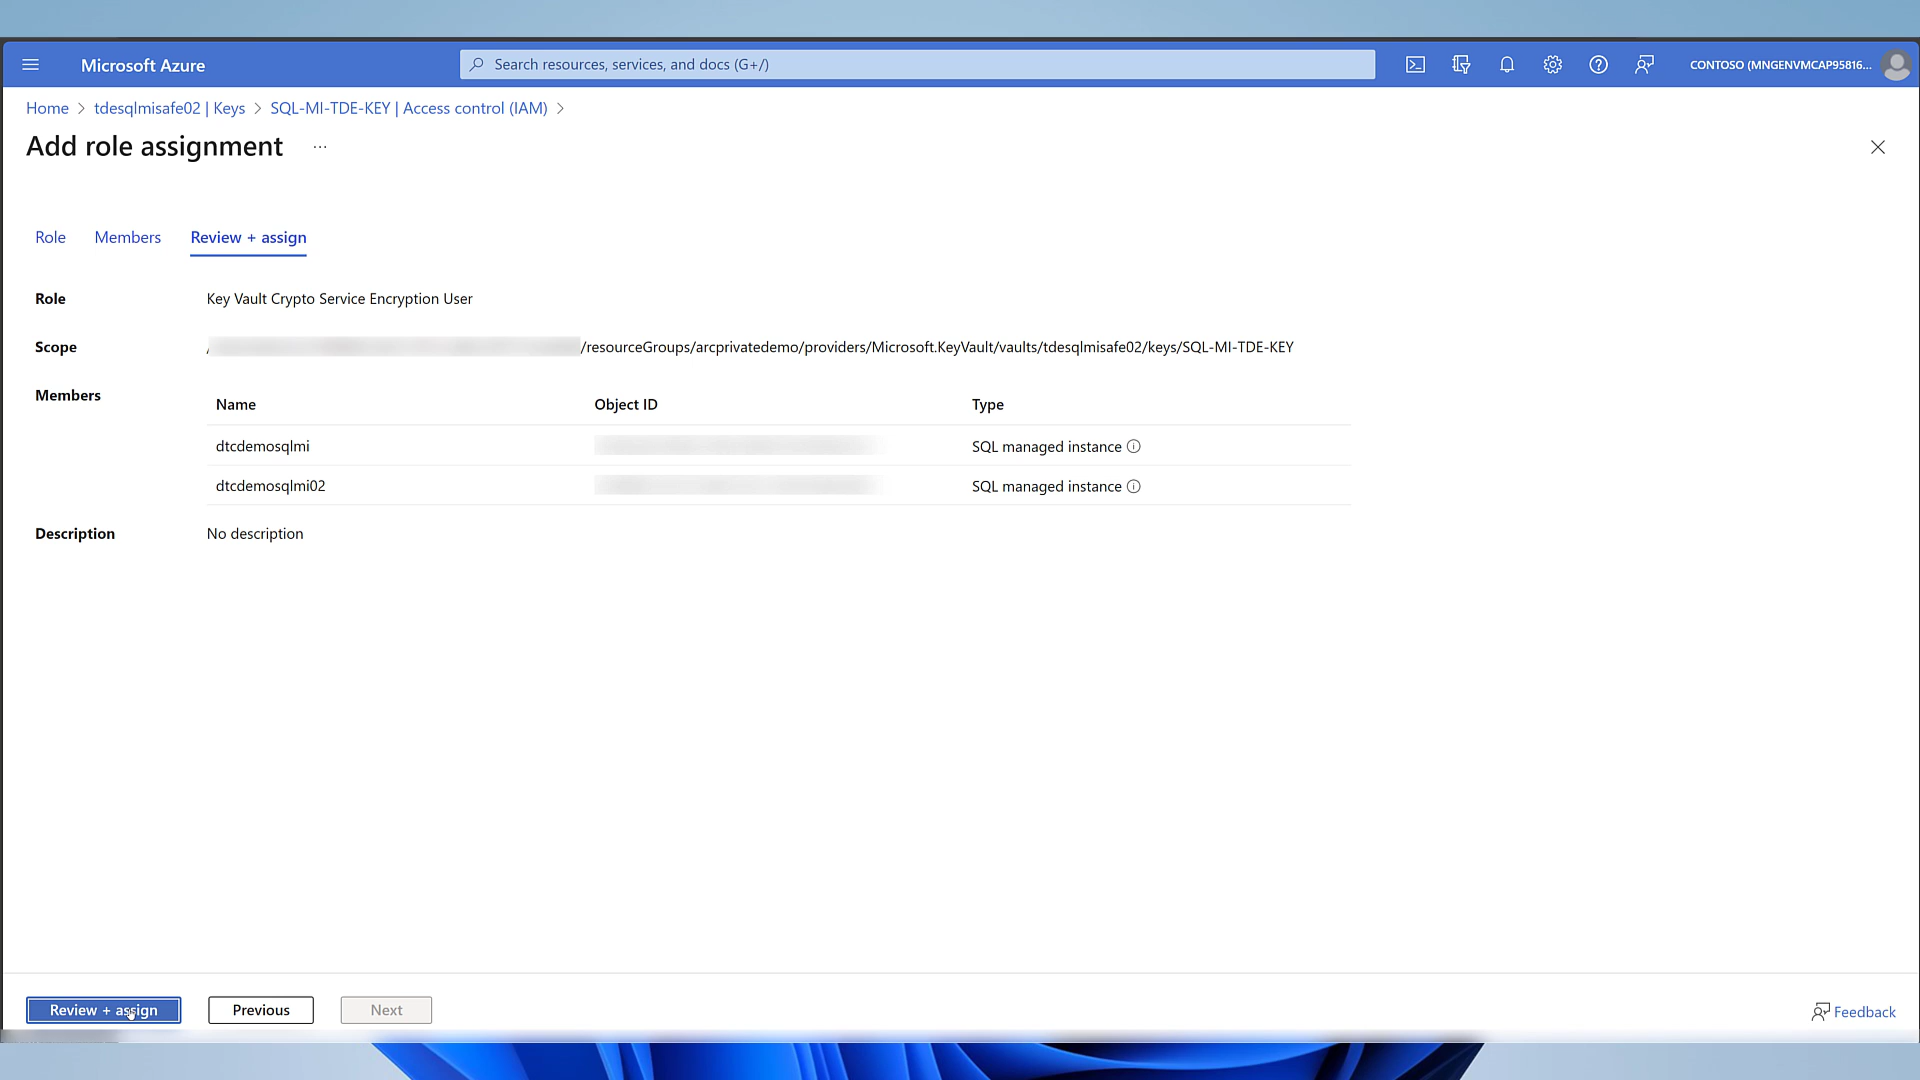 Microsoft Azure
Search resources, services, and docs (G+/)
CONTOSO (MNGENVMCAP95816...
Home > tdesqlmisafe02 | Keys > SQL-MI-TDE-KEY | Access control (IAM) >
Add role assignment ...
Role Members Review + assign
Role Key Vault Crypto Service Encryption User
Scope / /resourceGroups/arcprivatedemo/providers/Microsoft.KeyVault/vaults/tdesqlmisafe02/keys/SQL-MI-TDE-KEY
Members
Name Object ID Type
dtcdemosqlmi SQL managed instance
dtcdemosqlmi02 SQL managed instance
Description No description
Review + assign Previous Next
Feedback